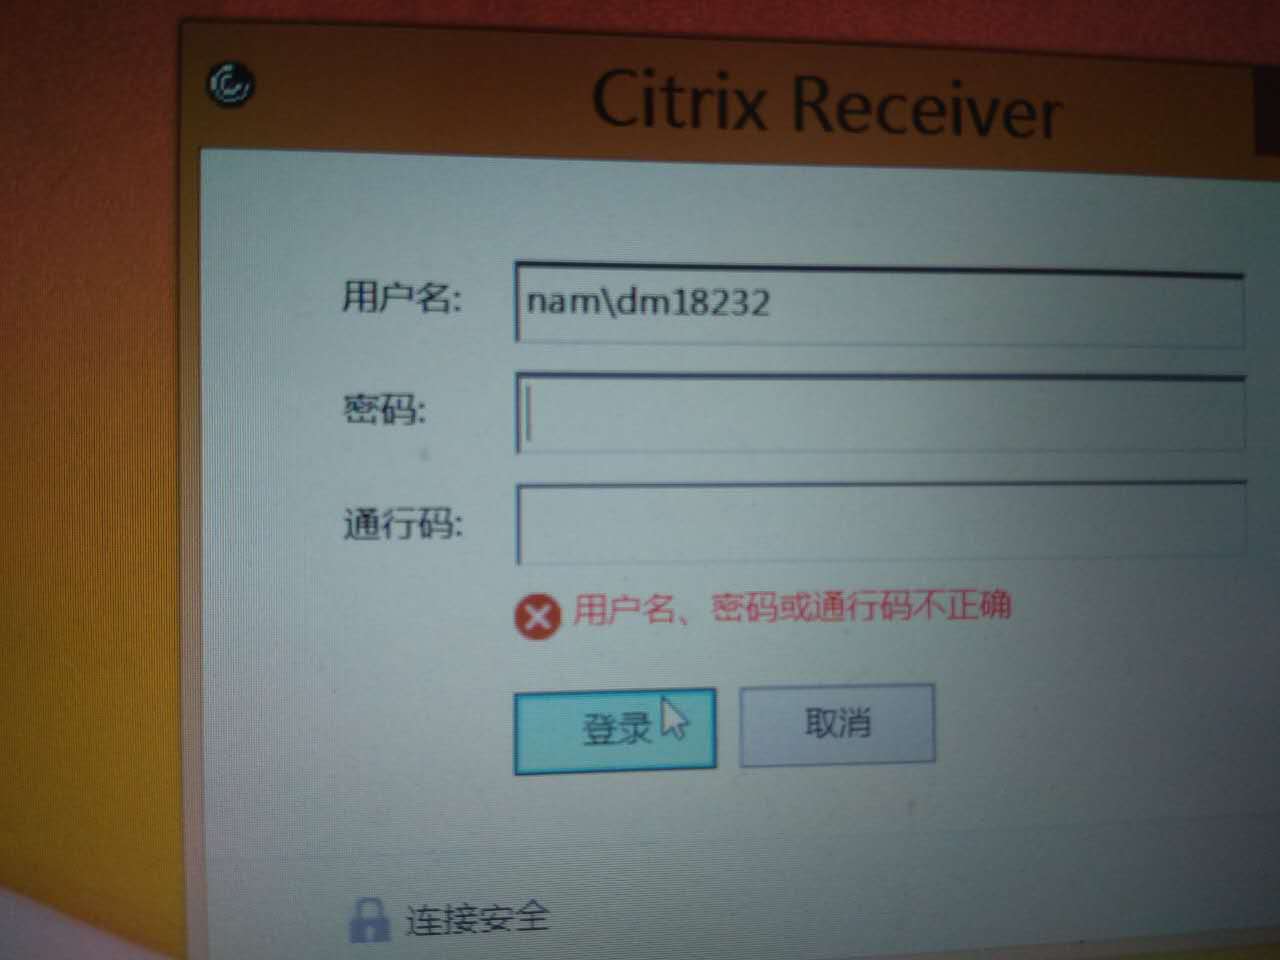 Citrix Receiver
用户名: nam\dm18232
密码:
通行码:
用户名、密码或通行码不正确
登录 取消
连接安全